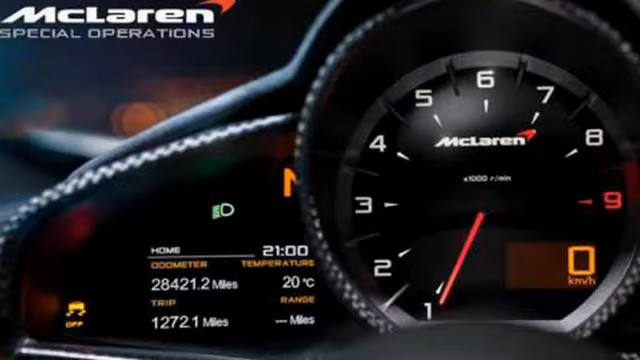 McLaren
SPECIAL OPERATIONS
McLaren
x1000 r/min
1
2
3
4
5
6
7
8
9
0
km/h
HOME 21:00
ODOMETER TEMPERATURE
28421.2 Miles 20 °C
TRIP RANGE
1272.1 Miles --- Miles
OFF